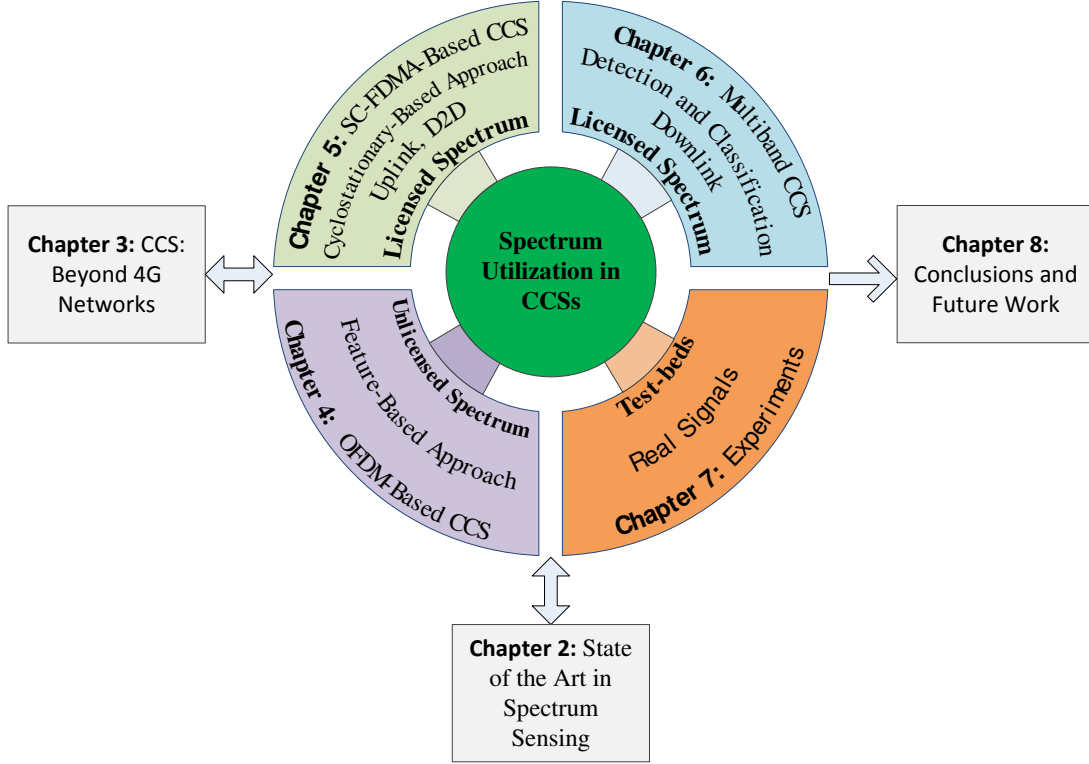 Chapter 5: SC-FDMA-Based CCS
Cyclostationary-Based Approach
Uplink, D2D
Licensed Spectrum
Chapter 6: Multiband CCS
Detection and Classification
Downlink
Licensed Spectrum
Chapter 3: CCS:
Beyond 4G
Networks
Spectrum
Utilization in
CCSs
Chapter 8:
Conclusions and
Future Work
Unlicensed Spectrum
Feature-Based Approach
Chapter 4: OFDM-Based CCS
Test-beds
Real Signals
Chapter 7: Experiments
Chapter 2: State
of the Art in
Spectrum
Sensing